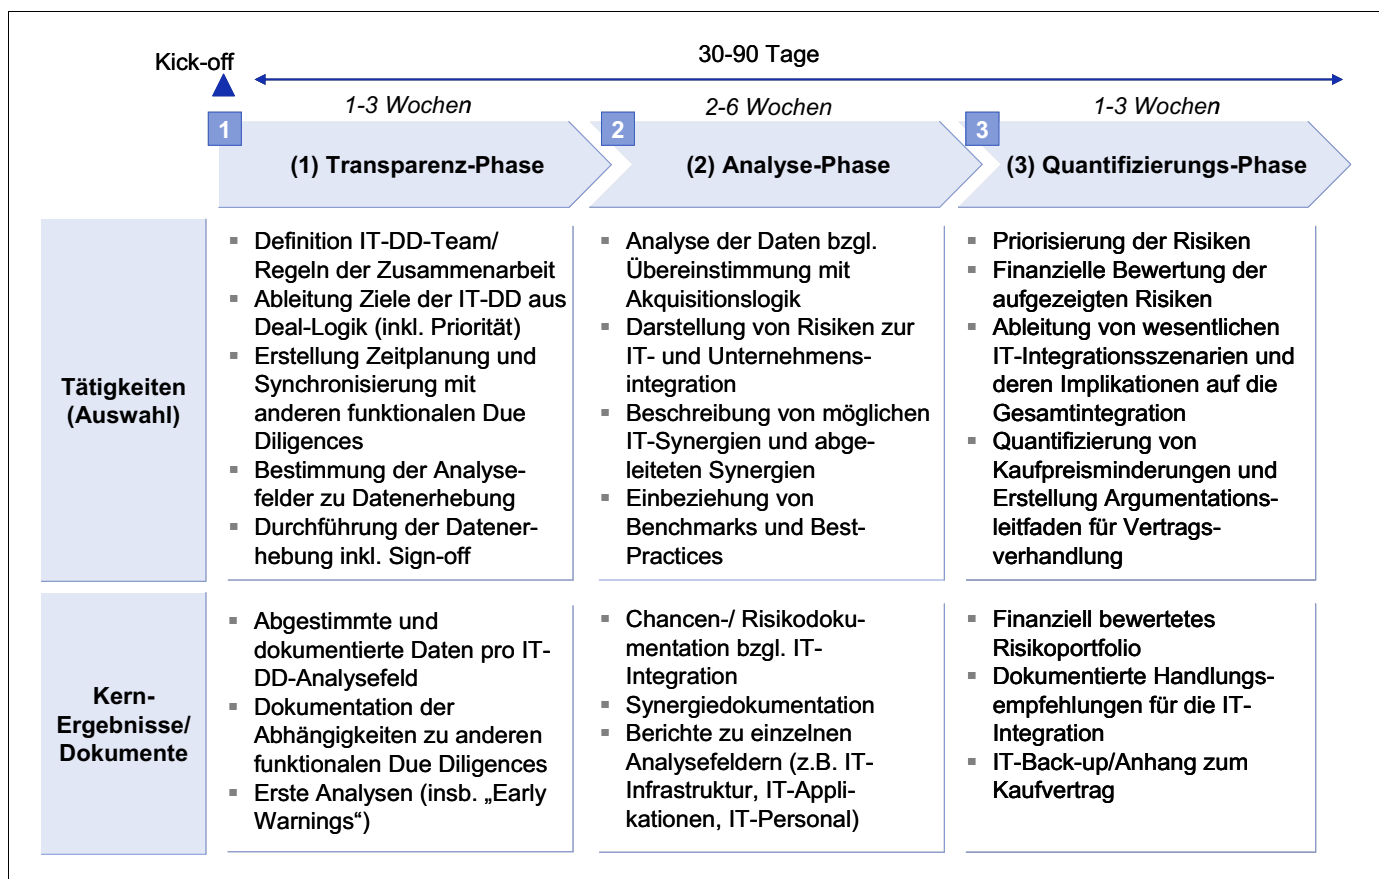 Kick-off
30-90 Tage
1-3 Wochen
2-6 Wochen
1-3 Wochen
1
2
3
(1) Transparenz-Phase
(2) Analyse-Phase
(3) Quantifizierungs-Phase
Tätigkeiten
(Auswahl)
▪ Definition IT-DD-Team/
Regeln der Zusammenarbeit
▪ Ableitung Ziele der IT-DD aus
Deal-Logik (inkl. Priorität)
▪ Erstellung Zeitplanung und
Synchronisierung mit
anderen funktionalen Due
Diligences
▪ Bestimmung der Analyse-
felder zu Datenerhebung
▪ Durchführung der Datener-
hebung inkl. Sign-off
▪ Analyse der Daten bzgl.
Übereinstimmung mit
Akquisitionslogik
▪ Darstellung von Risiken zur
IT- und Unternehmens-
integration
▪ Beschreibung von möglichen
IT-Synergien und abge-
leiteten Synergien
▪ Einbeziehung von
Benchmarks und Best-
Practices
▪ Priorisierung der Risiken
▪ Finanzielle Bewertung der
aufgezeigten Risiken
▪ Ableitung von wesentlichen
IT-Integrationsszenarien und
deren Implikationen auf die
Gesamtintegration
▪ Quantifizierung von
Kaufpreisminderungen und
Erstellung Argumentations-
leitfaden für Vertrags-
verhandlung
Kern-
Ergebnisse/
Dokumente
▪ Abgestimmte und
dokumentierte Daten pro IT-
DD-Analysefeld
▪ Dokumentation der
Abhängigkeiten zu anderen
funktionalen Due Diligences
▪ Erste Analysen (insb. „Early
Warnings“)
▪ Chancen-/ Risikodoku-
mentation bzgl. IT-
Integration
▪ Synergiedokumentation
▪ Berichte zu einzelnen
Analysefeldern (z.B. IT-
Infrastruktur, IT-Appli-
kationen, IT-Personal)
▪ Finanziell bewertetes
Risikoportfolio
▪ Dokumentierte Handlungs-
empfehlungen für die IT-
Integration
▪ IT-Back-up/Anhang zum
Kaufvertrag